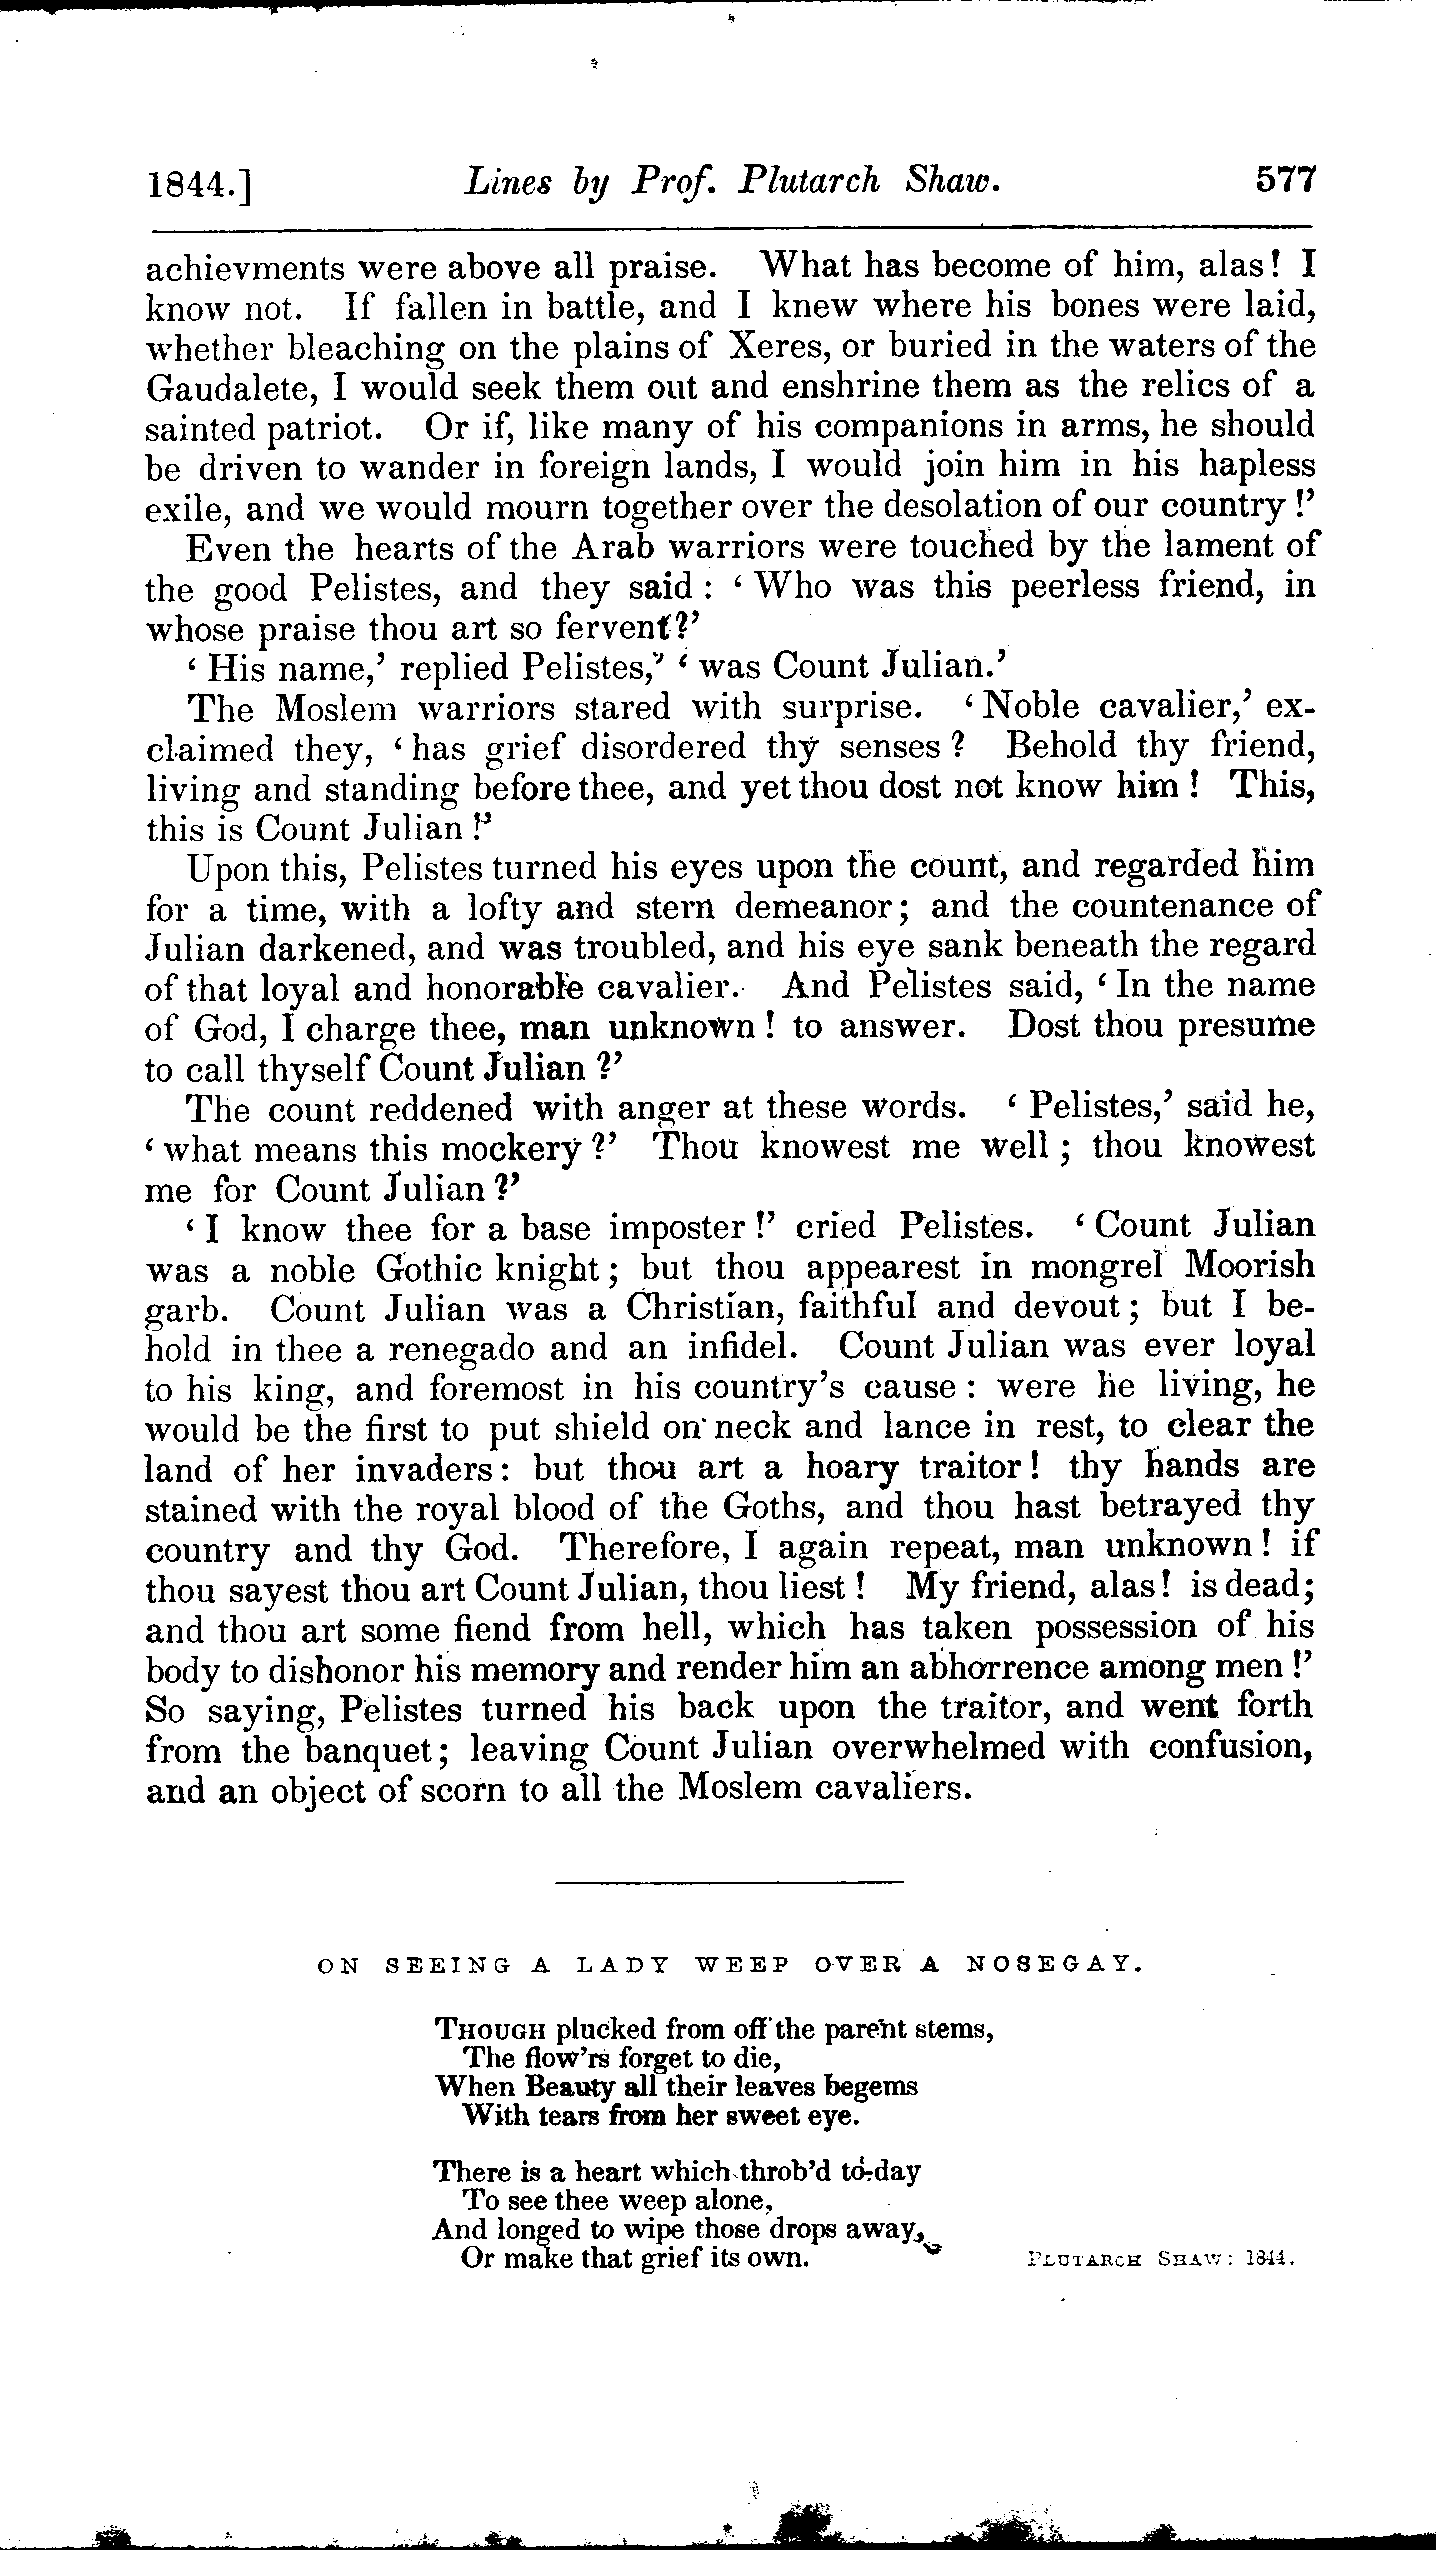 1844.] Lines by Prof. Plutarch Shaw. 577
achievments were above all praise. What has become of him, alas! I
know not. If fallen in battle, and I knew where his bones were laid,
whether bleaching on the plains of Xeres, or buried in the waters of the
Gaudalete, I would seek them out and enshrine them as the relics of a
sainted patriot. Or if, like many of his companions in arms, he should
be driven to wander in foreign lands, I would join him in his hapless
exile, and we would mourn together over the desolation of our country!'
Even the hearts of the Arab warriors were touched by the lament of
the good Pelistes, and they said: 'Who was this peerless friend, in
whose praise thou art so fervent?'
'His name,' replied Pelistes,' 'was Count Julian.'
The Moslem warriors stared with surprise. 'Noble cavalier,' ex-
claimed they, 'has grief disordered thy senses? Behold thy friend,
living and standing before thee, and yet thou dost not know him! This,
this is Count Julian!'
Upon this, Pelistes turned his eyes upon the count, and regarded him
for a time, with a lofty and stern demeanor; and the countenance of
Julian darkened, and was troubled, and his eye sank beneath the regard
of that loyal and honorable cavalier. And Pelistes said, 'In the name
of God, I charge thee, man unknown! to answer. Dost thou presume
to call thyself Count Julian?'
The count reddened with anger at these words. 'Pelistes,' said he,
'what means this mockery?' Thou knowest me well; thou knowest
me for Count Julian?'
'I know thee for a base imposter!' cried Pelistes. 'Count Julian
was a noble Gothic knight; but thou appearest in mongrel Moorish
garb. Count Julian was a Christian, faithful and devout; but I be-
hold in thee a renegado and an infidel. Count Julian was ever loyal
to his king, and foremost in his country's cause: were he living, he
would be the first to put shield on neck and lance in rest, to clear the
land of her invaders: but thou art a hoary traitor! thy hands are
stained with the royal blood of the Goths, and thou hast betrayed thy
country and thy God. Therefore, I again repeat, man unknown! if
thou sayest thou art Count Julian, thou liest! My friend, alas! is dead;
and thou art some fiend from hell, which has taken possession of his
body to dishonor his memory and render him an abhorrence among men!'
So saying, Pelistes turned his back upon the traitor, and went forth
from the banquet; leaving Count Julian overwhelmed with confusion,
and an object of scorn to all the Moslem cavaliers.
ON SEEING A LADY WEEP OVER A NOSEGAY.
THOUGH plucked from off the parent stems,
The flow'rs forget to die,
When Beauty all their leaves begems
With tears from her sweet eye.
There is a heart which throb'd to-day
To see thee weep alone,
And longed to wipe those drops away,
Or make that grief its own. PLUTARCH SHAW: 1844.